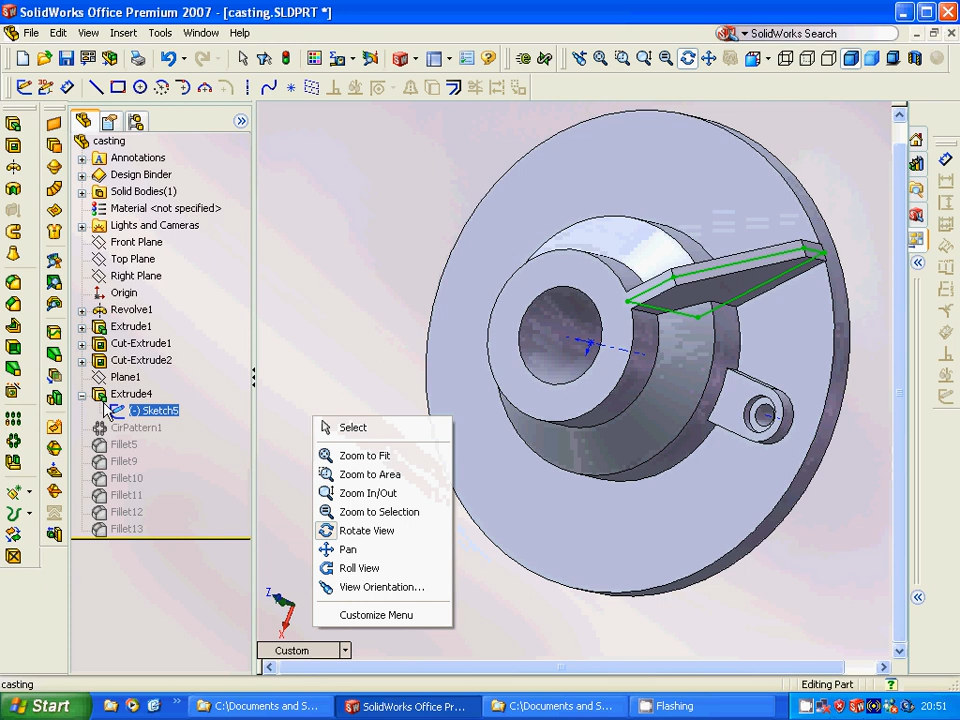 SolidWorks Office Premium 2007 - [casting.SLDPRT *]
File Edit View Insert Tools Window Help
SolidWorks Search
casting
Annotations
Design Binder
Solid Bodies(1)
Material <not specified>
Lights and Cameras
Front Plane
Top Plane
Right Plane
Origin
Revolve1
Extrude1
Cut-Extrude1
Cut-Extrude2
Plane1
Extrude4
(-) Sketch5
CirPattern1
Fillet5
Fillet9
Fillet10
Fillet11
Fillet12
Fillet13
Select
Zoom to Fit
Zoom to Area
Zoom In/Out
Zoom to Selection
Rotate View
Pan
Roll View
View Orientation...
Customize Menu
Z
X
Custom
casting
Editing Part
Start
C:\Documents and S...
SolidWorks Office Pr...
C:\Documents and S...
Flashing
20:51